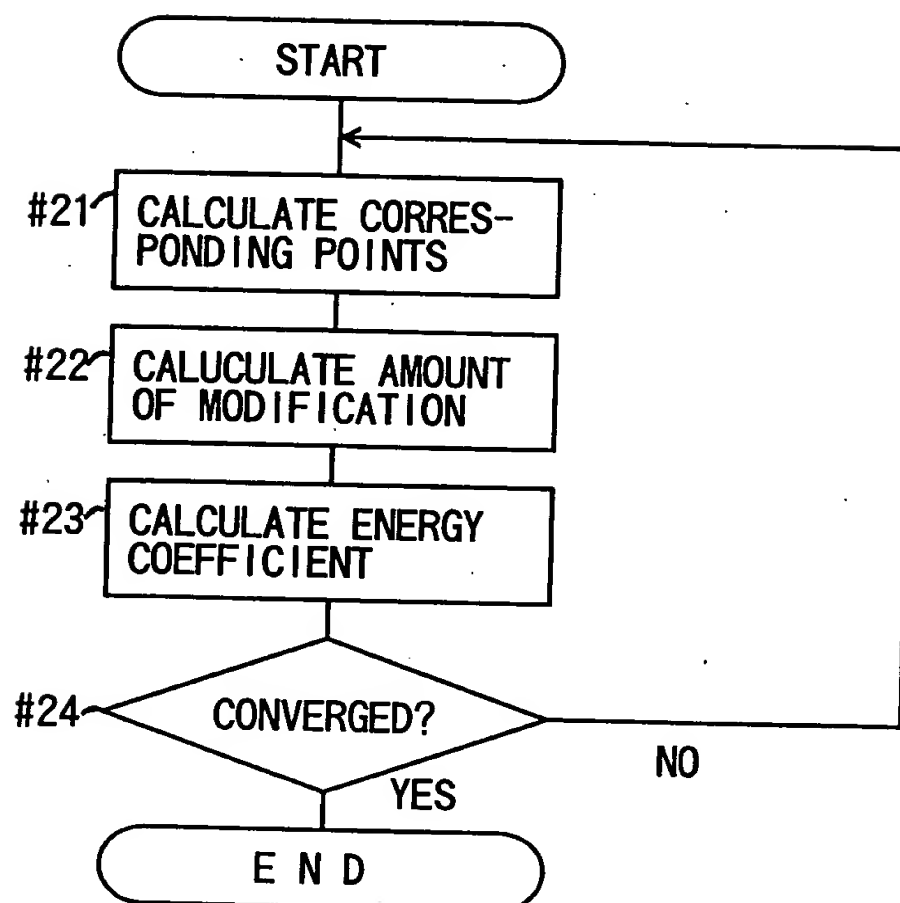 START
#21
CALCULATE CORRES-
PONDING POINTS
#22
CALUCULATE AMOUNT
OF MODIFICATION
#23
CALCULATE ENERGY
COEFFICIENT
#24
CONVERGED?
NO
YES
END